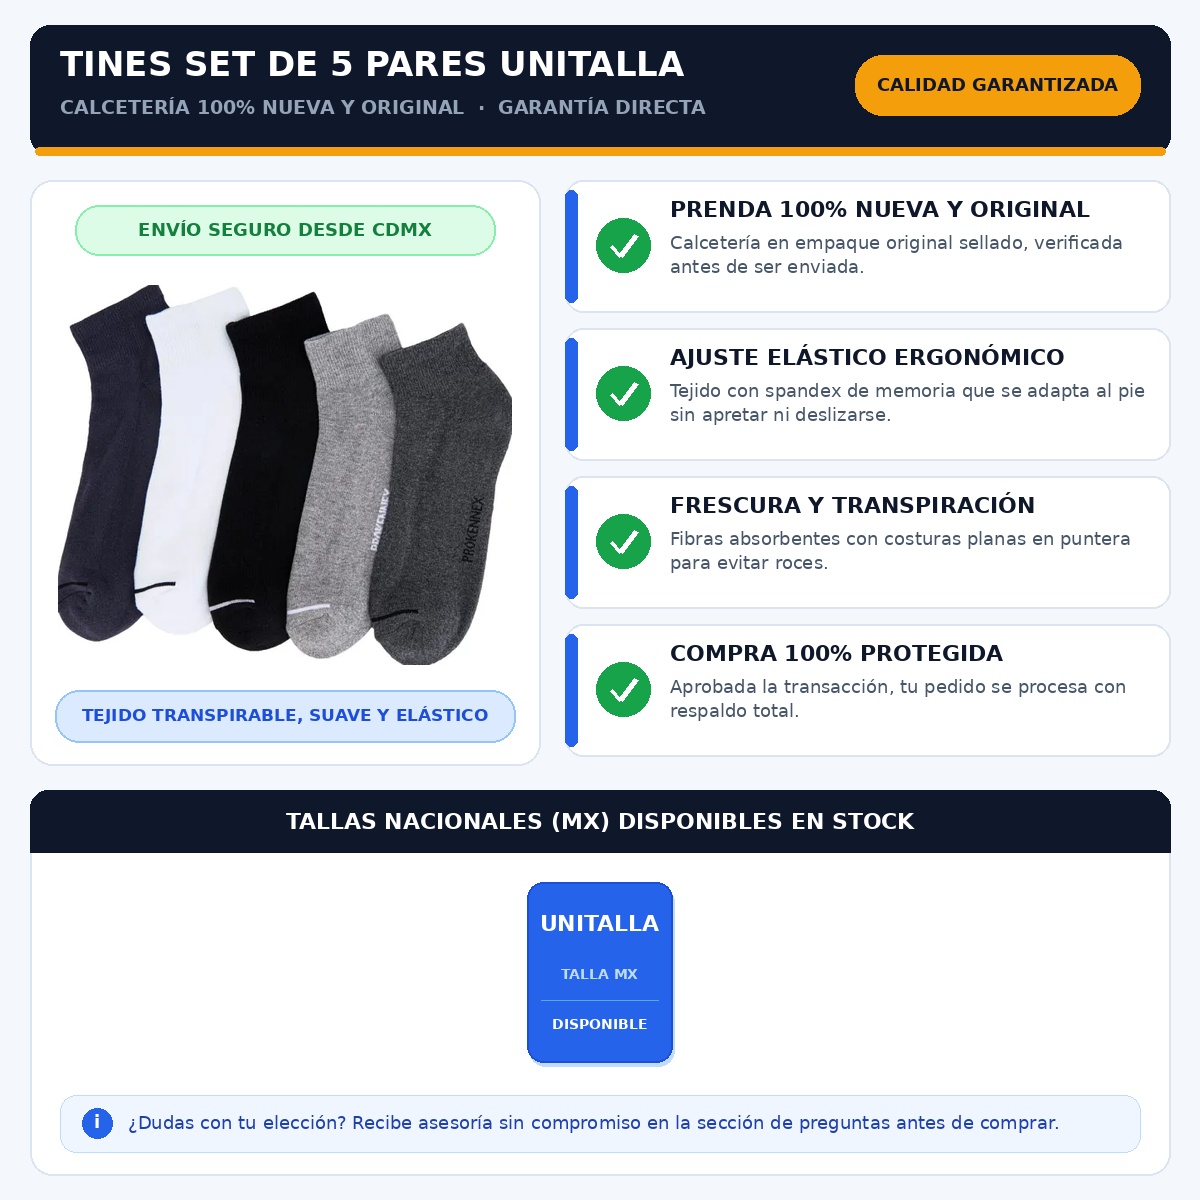 TINES SET DE 5 PARES UNITALLA
CALCETERÍA 100% NUEVA Y ORIGINAL · GARANTÍA DIRECTA
CALIDAD GARANTIZADA
ENVÍO SEGURO DESDE CDMX
PROKENNEX
PROKENNEX
TEJIDO TRANSPIRABLE, SUAVE Y ELÁSTICO
PRENDA 100% NUEVA Y ORIGINAL
Calcetería en empaque original sellado, verificada
antes de ser enviada.
AJUSTE ELÁSTICO ERGONÓMICO
Tejido con spandex de memoria que se adapta al pie
sin apretar ni deslizarse.
FRESCURA Y TRANSPIRACIÓN
Fibras absorbentes con costuras planas en puntera
para evitar roces.
COMPRA 100% PROTEGIDA
Aprobada la transacción, tu pedido se procesa con
respaldo total.
TALLAS NACIONALES (MX) DISPONIBLES EN STOCK
UNITALLA
TALLA MX
DISPONIBLE
i ¿Dudas con tu elección? Recibe asesoría sin compromiso en la sección de preguntas antes de comprar.